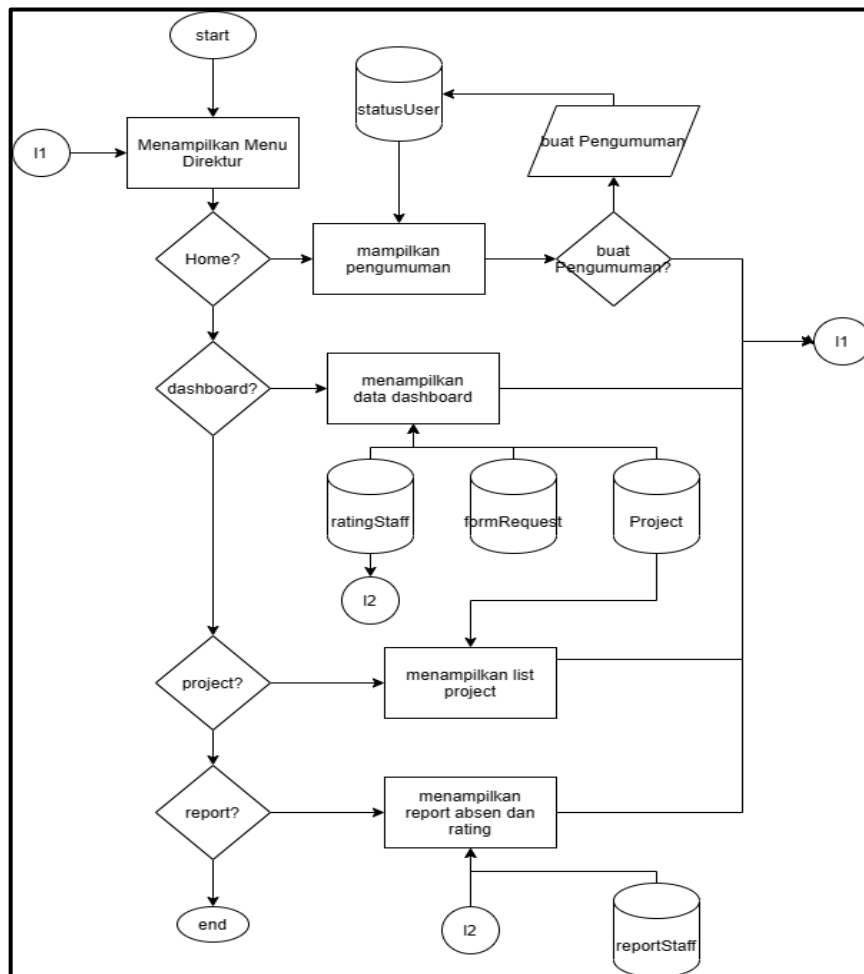 start
I1
Menampilkan Menu
Direktur
statusUser
buat Pengumuman
Home?
mampilkan
pengumuman
buat
Pengumuman?
I1
dashboard?
menampilkan
data dashboard
ratingStaff
formRequest
Project
I2
project?
menampilkan list
project
report?
menampilkan
report absen dan
rating
end
I2
reportStaff